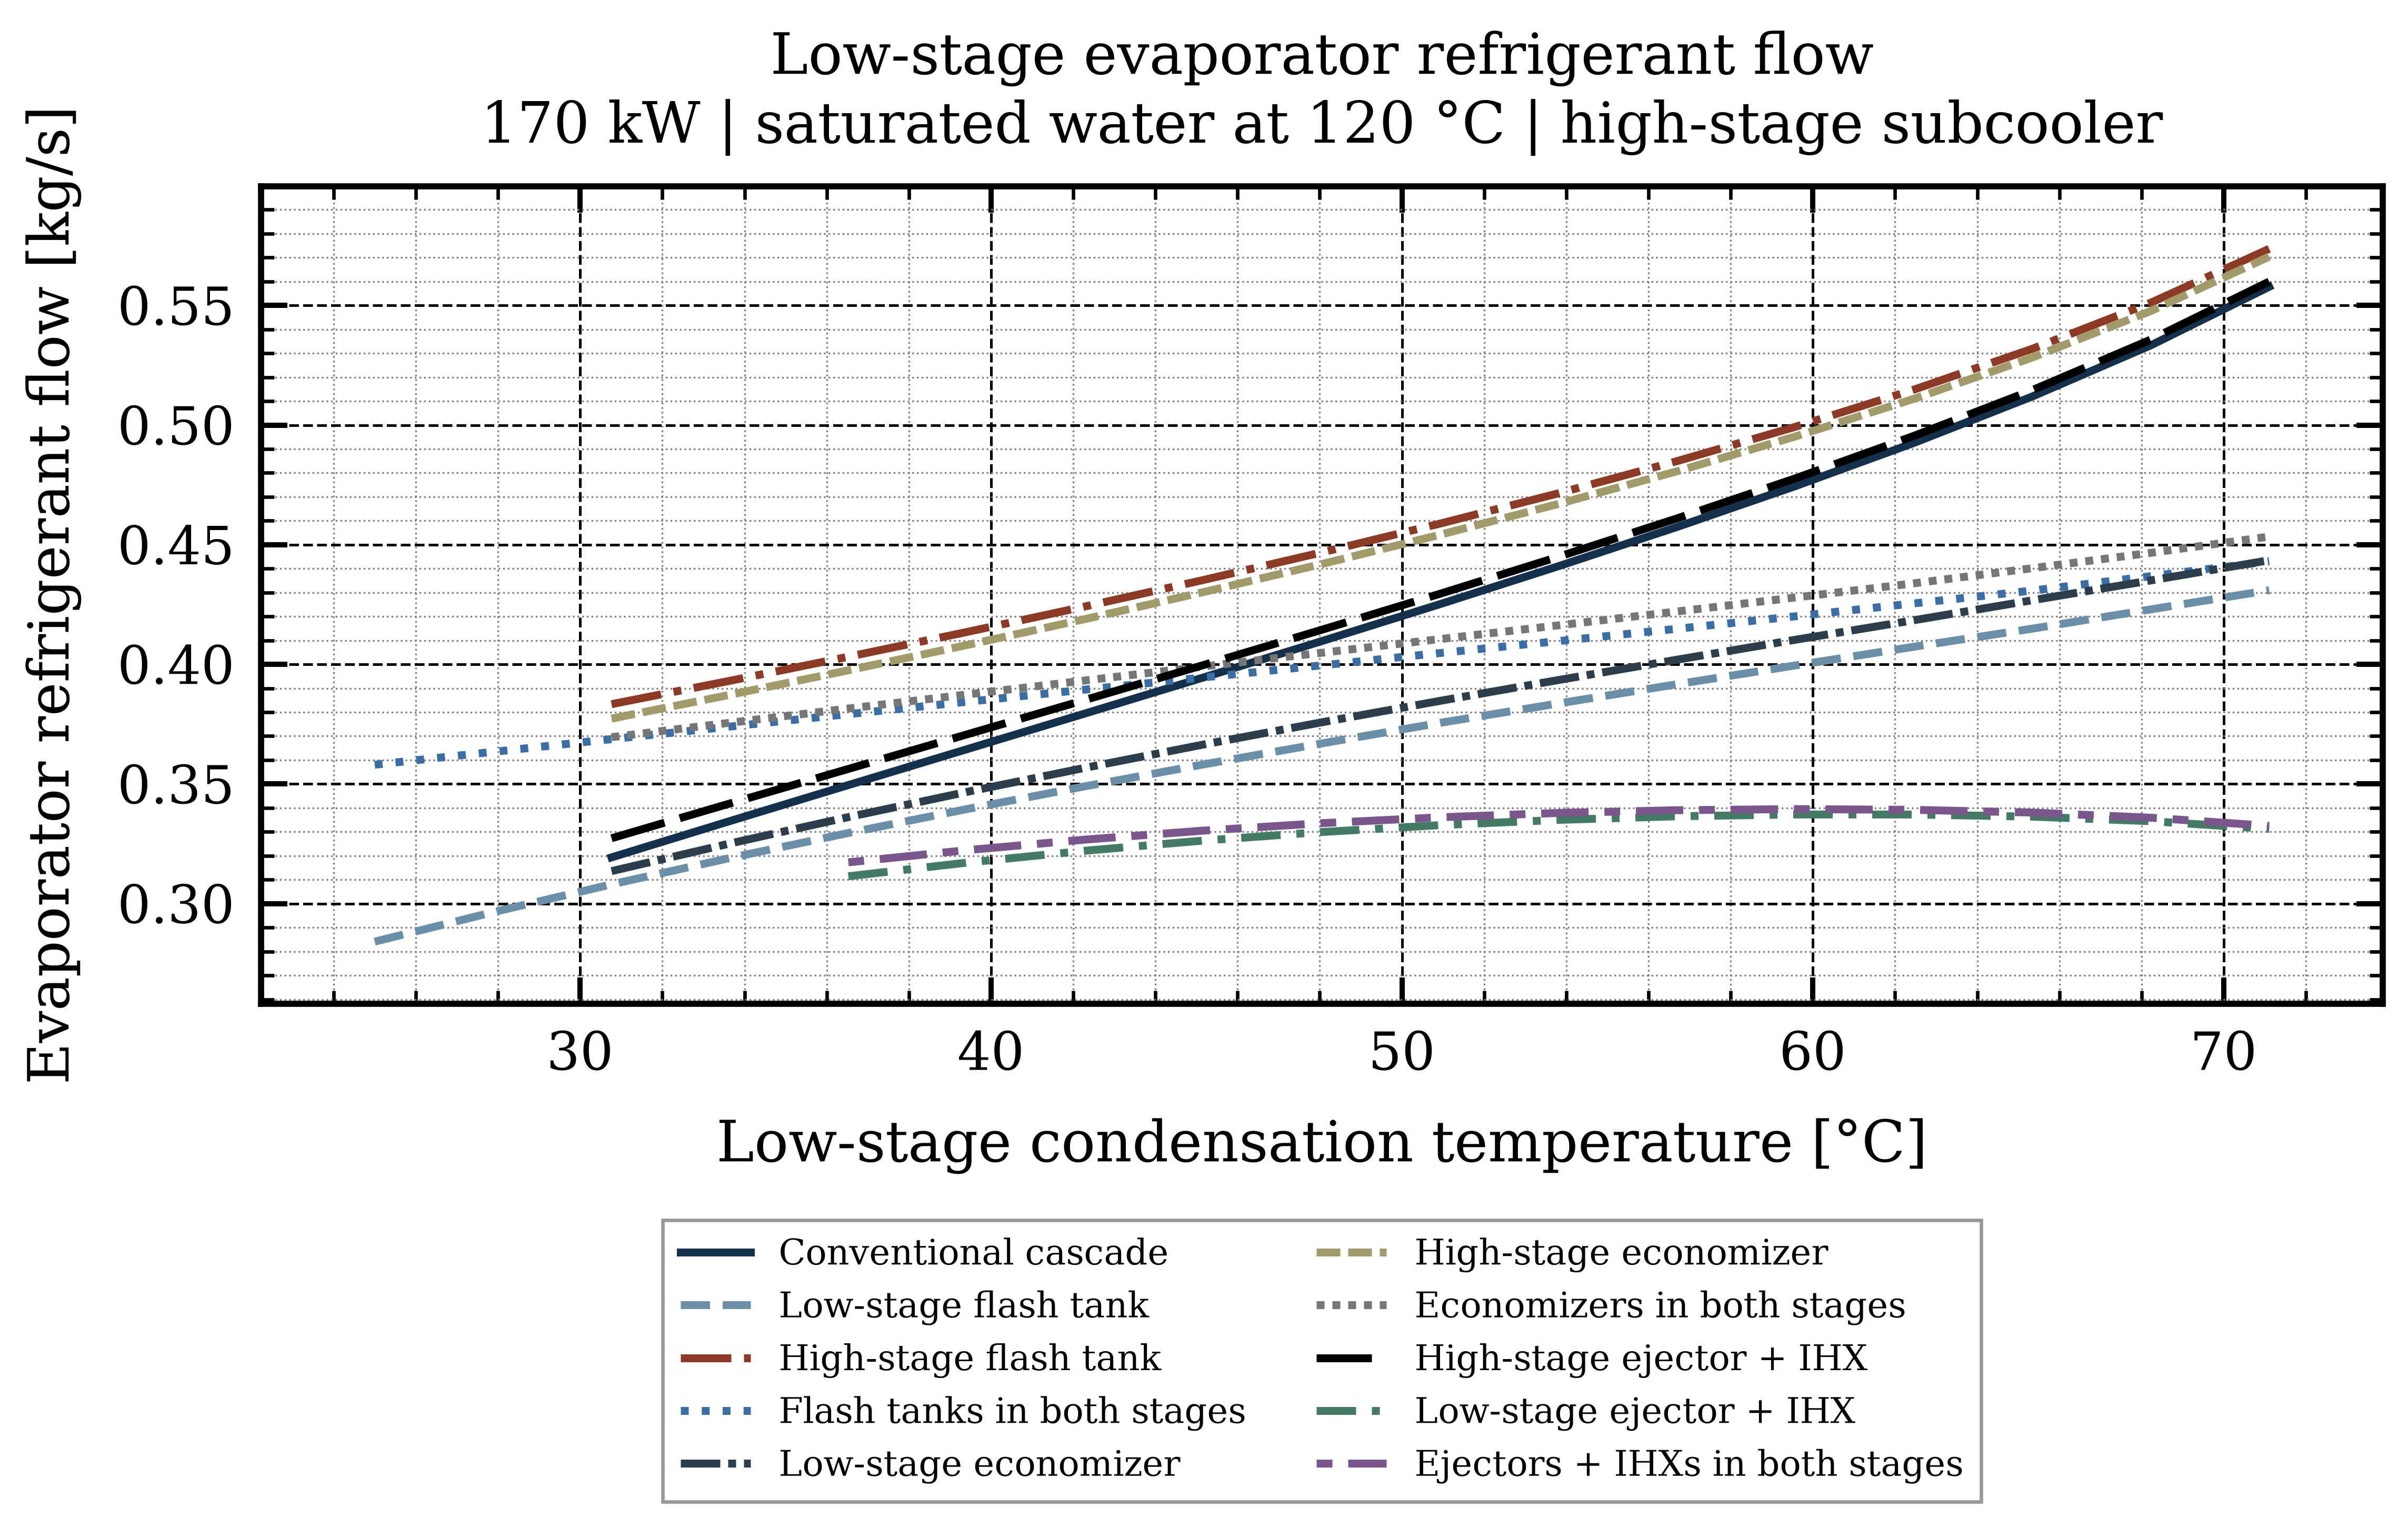 Low-stage evaporator refrigerant flow
170 kW | saturated water at 120 °C | high-stage subcooler
Evaporator refrigerant flow [kg/s]
0.55
0.50
0.45
0.40
0.35
0.30
30 40 50 60 70
Low-stage condensation temperature [°C]
Conventional cascade
Low-stage flash tank
High-stage flash tank
Flash tanks in both stages
Low-stage economizer
High-stage economizer
Economizers in both stages
High-stage ejector + IHX
Low-stage ejector + IHX
Ejectors + IHXs in both stages